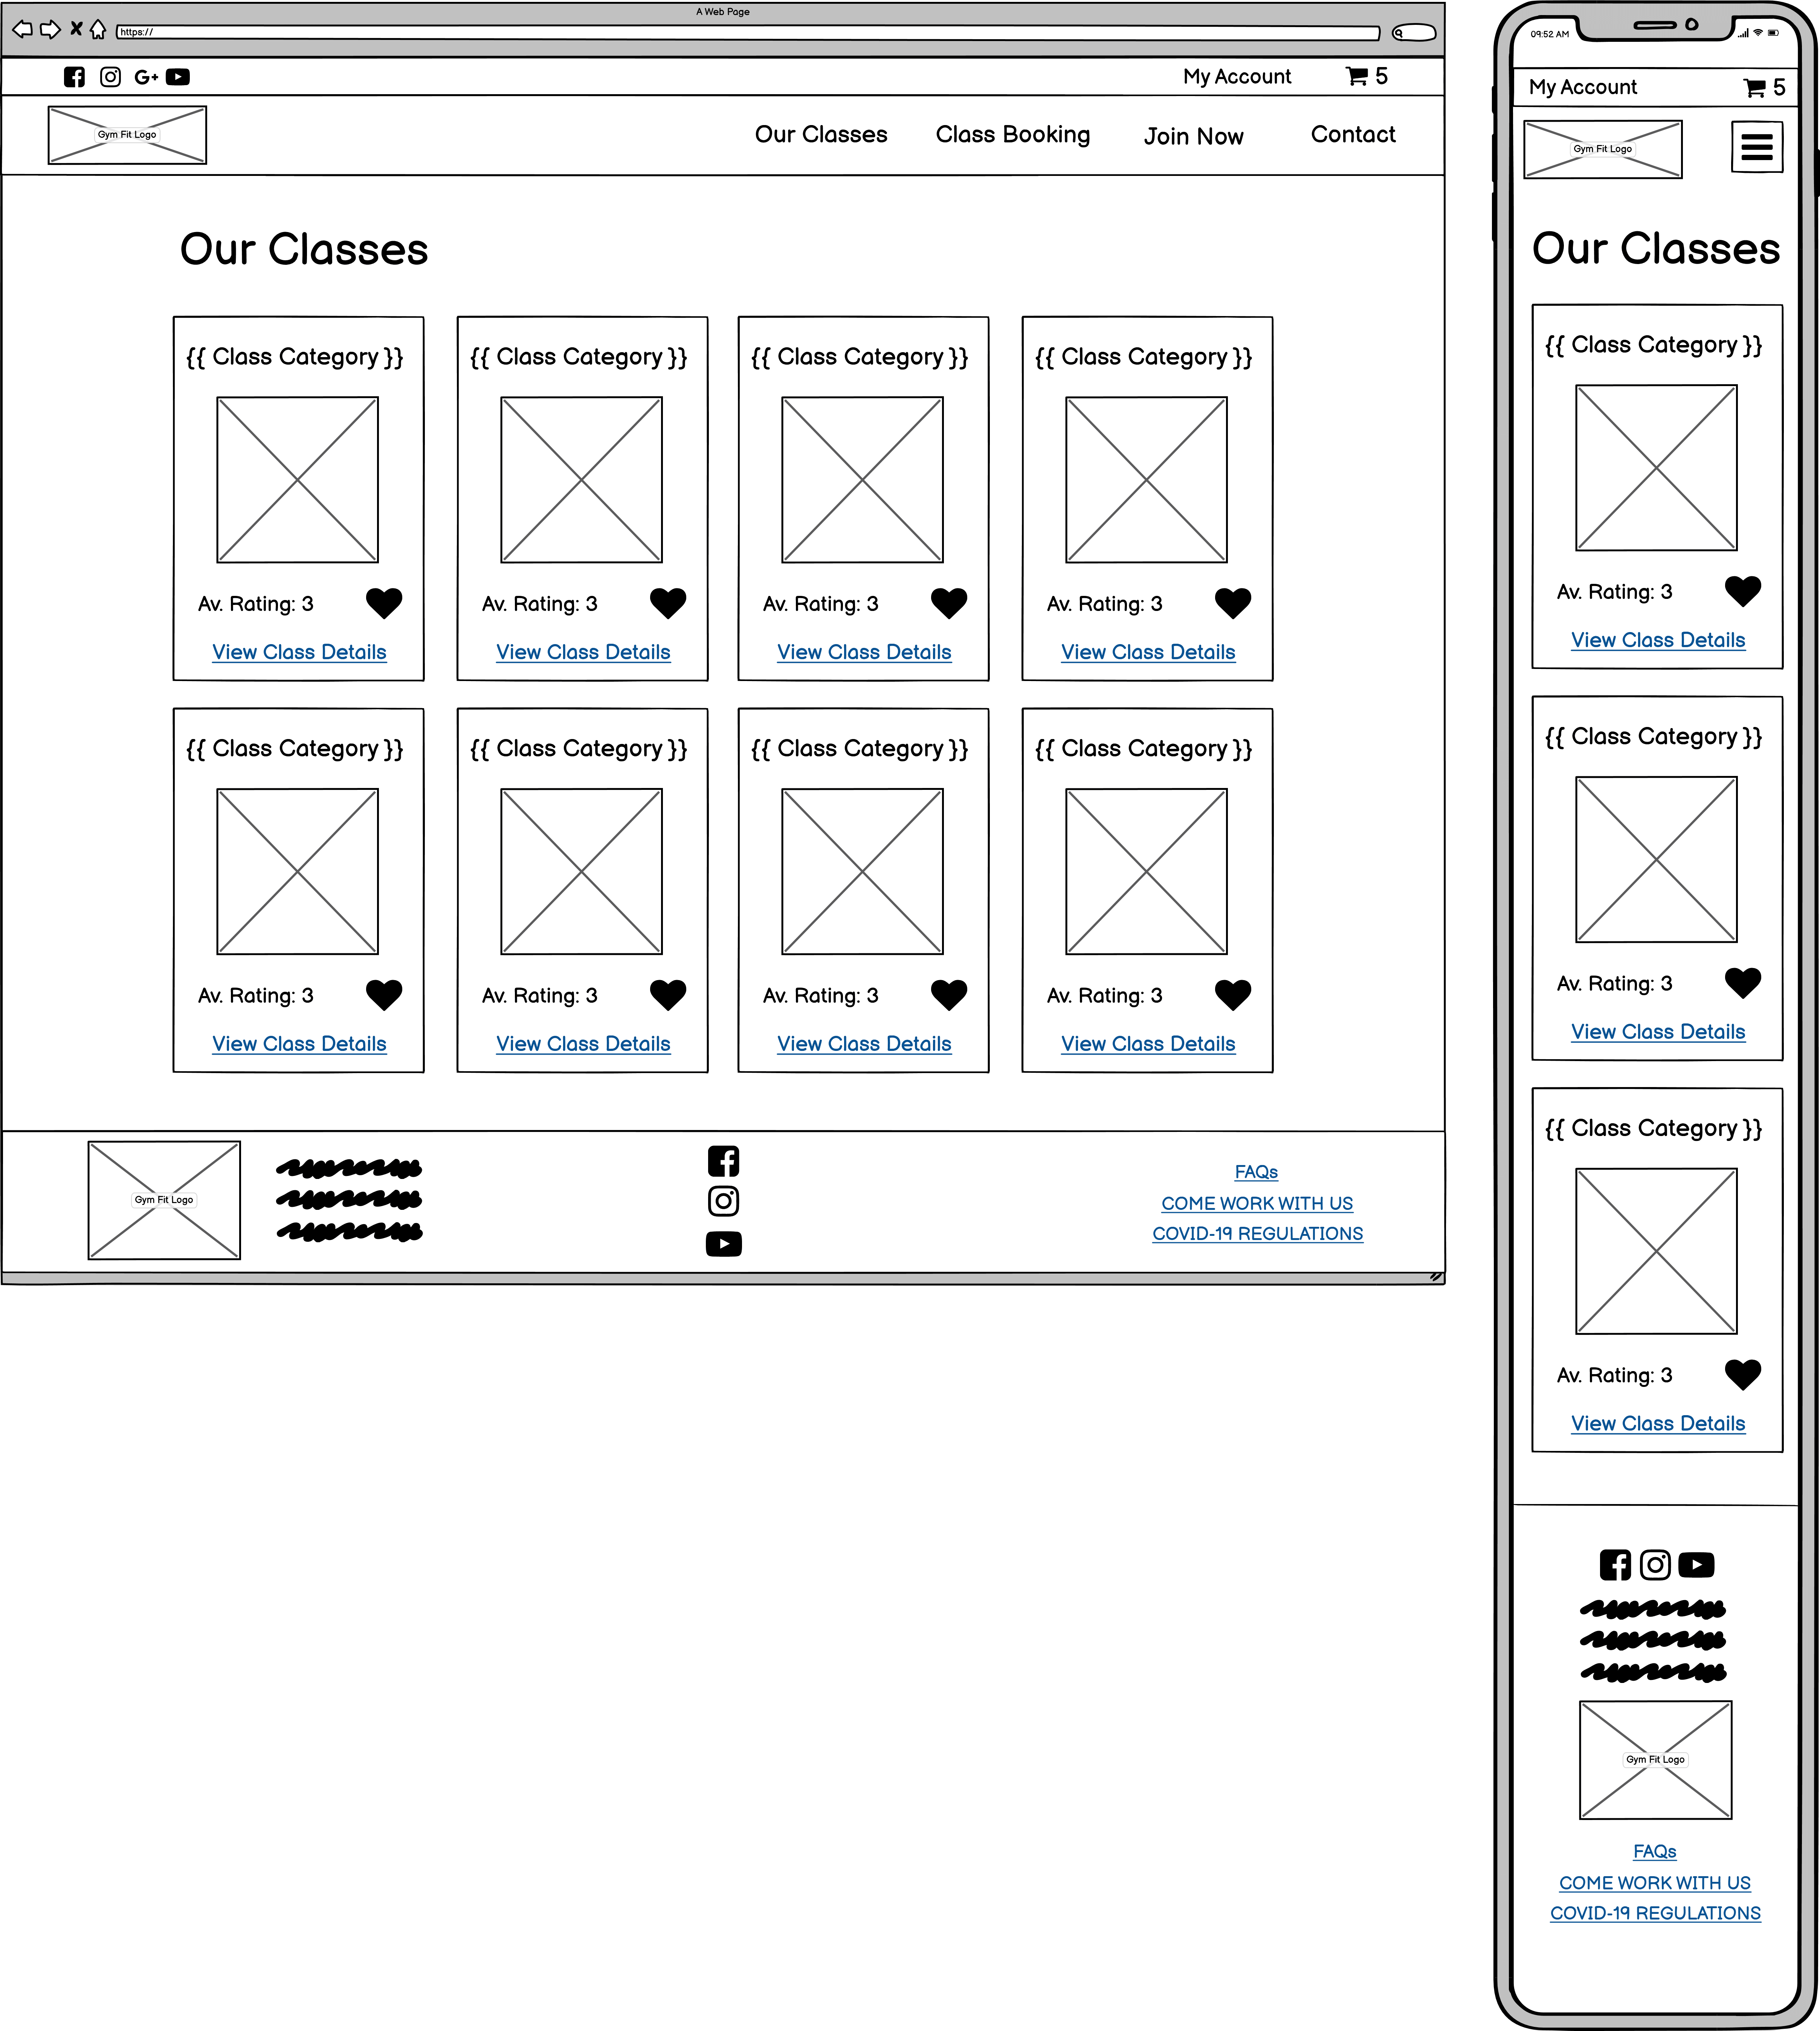 A Web Page
https://
My Account 5
Gym Fit Logo
Our Classes Class Booking Join Now Contact
Our Classes
{{ Class Category }} {{ Class Category }} {{ Class Category }} {{ Class Category }}
Av. Rating: 3 Av. Rating: 3 Av. Rating: 3 Av. Rating: 3
View Class Details View Class Details View Class Details View Class Details
{{ Class Category }} {{ Class Category }} {{ Class Category }} {{ Class Category }}
Av. Rating: 3 Av. Rating: 3 Av. Rating: 3 Av. Rating: 3
View Class Details View Class Details View Class Details View Class Details
Gym Fit Logo
FAQs
COME WORK WITH US
COVID-19 REGULATIONS
09:52 AM
My Account 5
Gym Fit Logo
Our Classes
{{ Class Category }}
Av. Rating: 3
View Class Details
{{ Class Category }}
Av. Rating: 3
View Class Details
{{ Class Category }}
Av. Rating: 3
View Class Details
Gym Fit Logo
FAQs
COME WORK WITH US
COVID-19 REGULATIONS